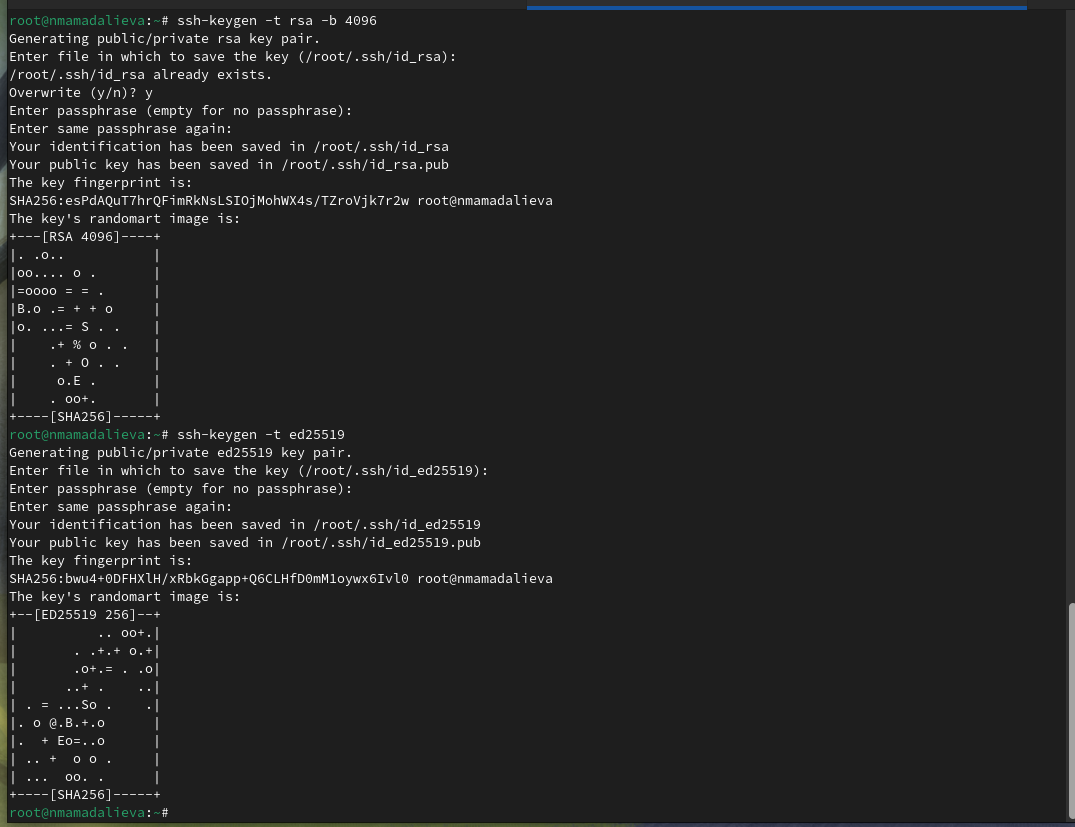 root@nmamadalieva:~# ssh-keygen -t rsa -b 4096
Generating public/private rsa key pair.
Enter file in which to save the key (/root/.ssh/id_rsa):
/root/.ssh/id_rsa already exists.
Overwrite (y/n)? y
Enter passphrase (empty for no passphrase):
Enter same passphrase again:
Your identification has been saved in /root/.ssh/id_rsa
Your public key has been saved in /root/.ssh/id_rsa.pub
The key fingerprint is:
SHA256:esPdAQuT7hrQFimRkNsLSIOjMohWX4s/TZroVjk7r2w root@nmamadalieva
The key's randomart image is:
+---[RSA 4096]----+
|. .o..           |
|oo.... o .       |
|=oooo = = .      |
|B.o .= + + o     |
|o. ...= S . .    |
|    .+ % o . .   |
|    . + O . .    |
|     o.E .       |
|    . oo+.       |
+----[SHA256]-----+
root@nmamadalieva:~# ssh-keygen -t ed25519
Generating public/private ed25519 key pair.
Enter file in which to save the key (/root/.ssh/id_ed25519):
Enter passphrase (empty for no passphrase):
Enter same passphrase again:
Your identification has been saved in /root/.ssh/id_ed25519
Your public key has been saved in /root/.ssh/id_ed25519.pub
The key fingerprint is:
SHA256:bwu4+0DFHXlH/xRbkGgapp+Q6CLHfD0mM1oywx6Ivl0 root@nmamadalieva
The key's randomart image is:
+--[ED25519 256]--+
|          .. oo+.|
|       . .+.+ o.+|
|       .o+.= . .o|
|      ..+ .    ..|
| . = ...So .    .|
|. o @.B.+.o      |
|.  + Eo=..o      |
| .. +  o o .     |
| ...  oo. .      |
+----[SHA256]-----+
root@nmamadalieva:~#